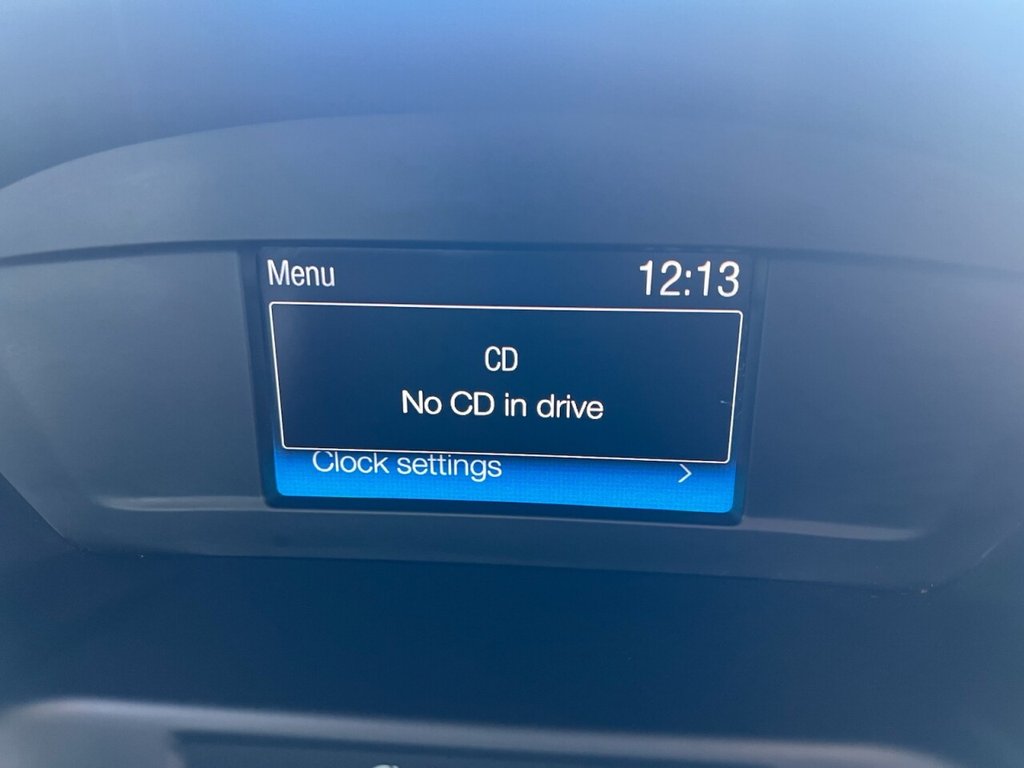 Menu 12:13
CD
No CD in drive
Clock settings